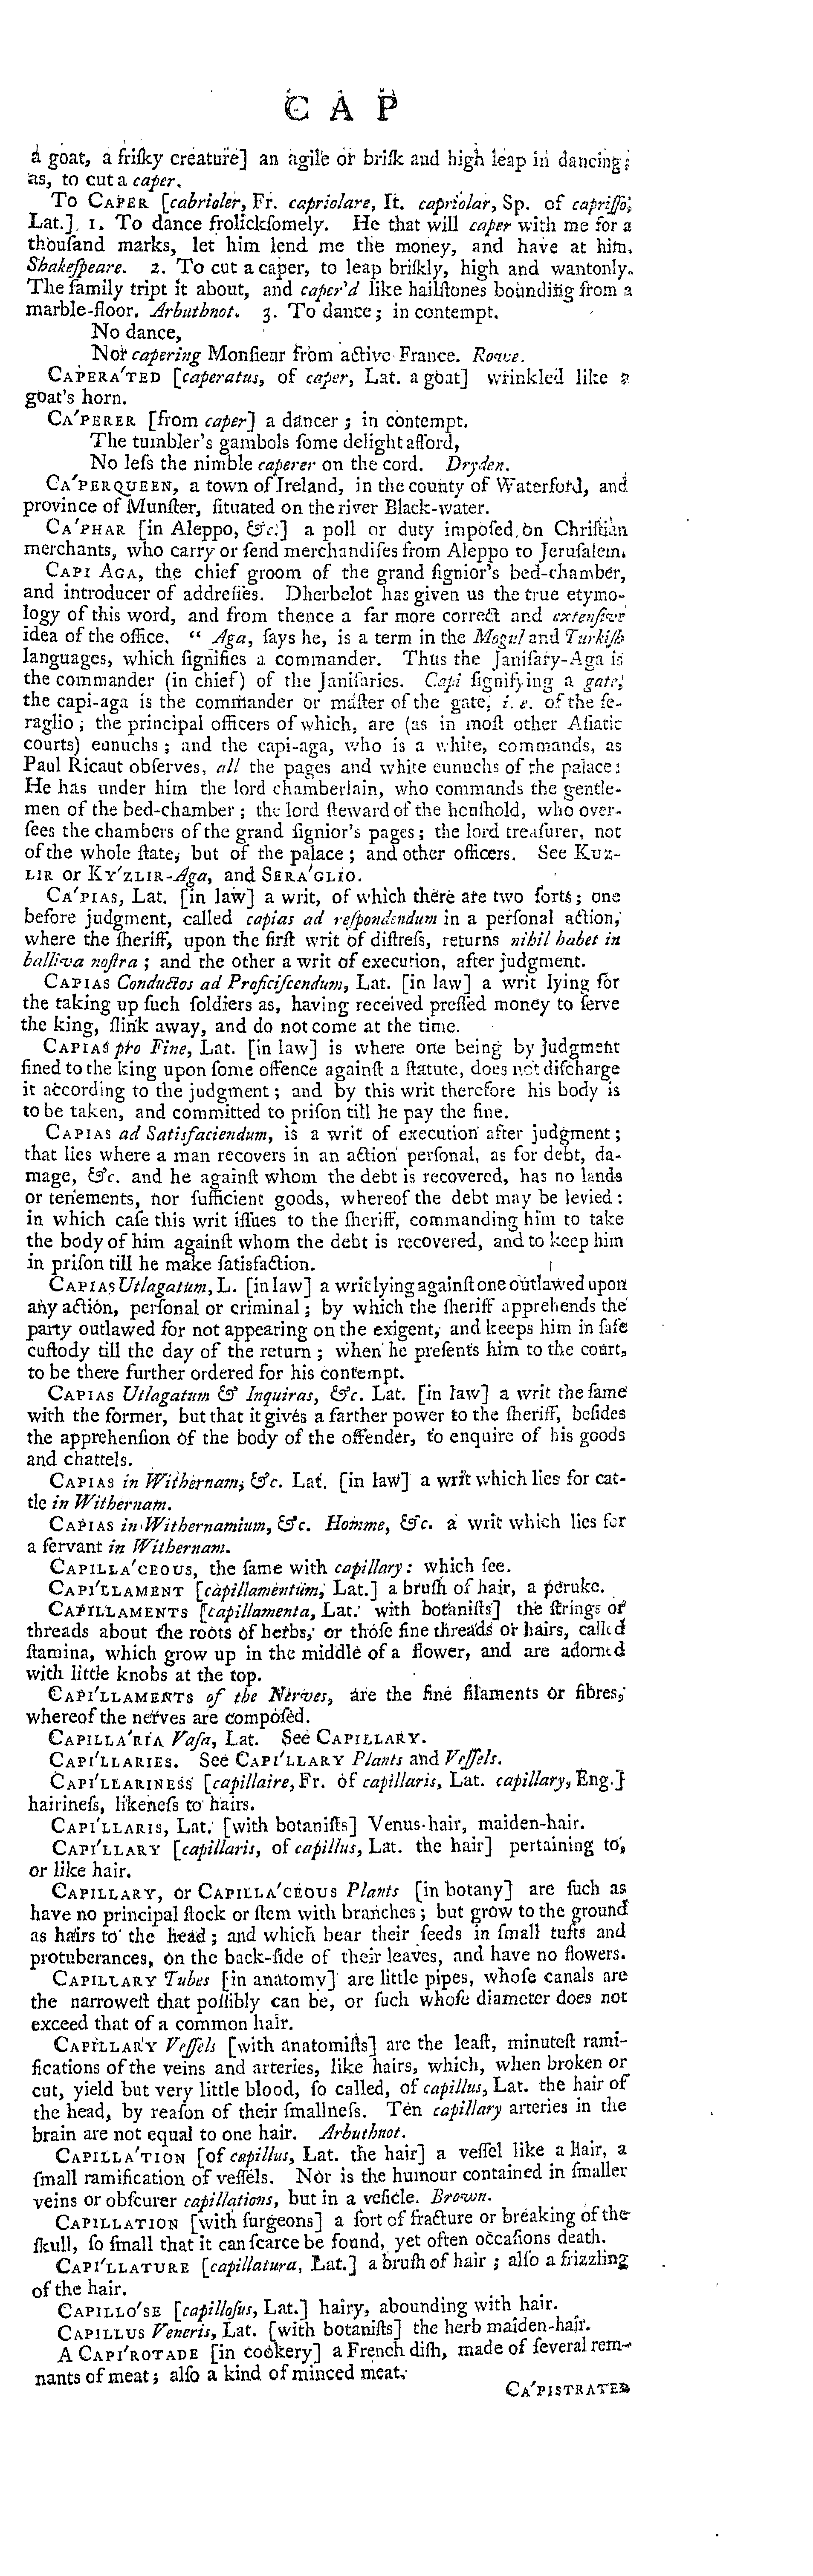 C A P
a goat, a friſky creature] an agile or briſk and high leap in dancing;
as, to cut a caper.
To CAPER [cabrioler, Fr. capriolare, It. capriolar, Sp. of capriſſo,
Lat.] 1. To dance frolickſomely. He that will caper with me for a
thouſand marks, let him lend me the money, and have at him.
Shakeſpeare. 2. To cut a caper, to leap briſkly, high and wantonly.
The family tript it about, and caper'd like hailſtones bounding from a
marble-floor. Arbuthnot. 3. To dance; in contempt.
No dance,
Nor capering Monſieur from active France. Rowe.
CAPERA'TED [caperatus, of caper, Lat. a goat] wrinkled like a
goat's horn.
CA'PERER [from caper] a dancer; in contempt.
The tumbler's gambols ſome delight afford,
No leſs the nimble caperer on the cord. Dryden.
CA'PERQUEEN, a town of Ireland, in the county of Waterford, and
province of Munſter, ſituated on the river Black-water.
CA'PHAR [in Aleppo, &c.] a poll or duty impoſed on Chriſtian
merchants, who carry or ſend merchandiſes from Aleppo to Jeruſalem.
CAPI AGA, the chief groom of the grand ſignior's bed-chamber,
and introducer of addreſſes. Dherbelot has given us the true etymo-
logy of this word, and from thence a far more correct and extenſive
idea of the office. “ Aga, ſays he, is a term in the Mogul and Turkiſh
languages, which ſignifies a commander. Thus the Janiſary-Aga is
the commander (in chief) of the Janiſaries. Capi ſignifying a gate,
the capi-aga is the commander or maſter of the gate, i. e. of the ſe-
raglio; the principal officers of which, are (as in moſt other Aſiatic
courts) eunuchs; and the capi-aga, who is a white, commands, as
Paul Ricaut obſerves, all the pages and white eunuchs of the palace:
He has under him the lord chamberlain, who commands the gentle-
men of the bed-chamber; the lord ſteward of the houſhold, who over-
ſees the chambers of the grand ſignior's pages; the lord treaſurer, not
of the whole ſtate, but of the palace; and other officers. See KUZ-
LIR or KY'ZLIR-Aga, and SERA'GLIO.
CA'PIAS, Lat. [in law] a writ, of which there are two ſorts; one
before judgment, called capias ad reſpondendum in a perſonal action,
where the ſheriff, upon the firſt writ of diſtreſs, returns nihil habet in
balliva noſtra; and the other a writ of execution, after judgment.
CAPIAS Conductos ad Proficiſcendum, Lat. [in law] a writ lying for
the taking up ſuch ſoldiers as, having received preſſed money to ſerve
the king, ſlink away, and do not come at the time.
CAPIAS pro Fine, Lat. [in law] is where one being by judgment
fined to the king upon ſome offence againſt a ſtatute, does not diſcharge
it according to the judgment; and by this writ therefore his body is
to be taken, and committed to priſon till he pay the fine.
CAPIAS ad Satisfaciendum, is a writ of execution after judgment;
that lies where a man recovers in an action perſonal, as for debt, da-
mage, &c. and he againſt whom the debt is recovered, has no lands
or tenements, nor ſufficient goods, whereof the debt may be levied:
in which caſe this writ iſſues to the ſheriff, commanding him to take
the body of him againſt whom the debt is recovered, and to keep him
in priſon till he make ſatisfaction.
CAPIAS Utlagatum, L. [in law] a writ lying againſt one outlawed upon
any action, perſonal or criminal; by which the ſheriff apprehends the
party outlawed for not appearing on the exigent, and keeps him in ſafe
cuſtody till the day of the return; when he preſents him to the court,
to be there further ordered for his contempt.
CAPIAS Utlagatum & Inquiras, &c. Lat. [in law] a writ the ſame
with the former, but that it gives a farther power to the ſheriff, beſides
the apprehenſion of the body of the offender, to enquire of his goods
and chattels.
CAPIAS in Withernam, &c. Lat. [in law] a writ which lies for cat-
tle in Withernam.
CAPIAS in Withernamium, &c. Homme, &c. a writ which lies for
a ſervant in Withernam.
CAPILLA'CEOUS, the ſame with capillary: which ſee.
CAPI'LLAMENT [capillamentum, Lat.] a bruſh of hair, a peruke.
CAPILLAMENTS [capillamenta, Lat. with botaniſts] the ſtrings or
threads about the roots of herbs, or thoſe fine threads or hairs, called
ſtamina, which grow up in the middle of a flower, and are adorned
with little knobs at the top.
CAPI'LLAMENTS of the Nerves, are the fine filaments or fibres,
whereof the nerves are compoſed.
CAPILLA'RIA Vaſa, Lat. See CAPILLARY.
CAPI'LLARIES. See CAPI'LLARY Plants and Veſſels.
CAPI'LLARINESS [capillaire, Fr. of capillaris, Lat. capillary, Eng.]
hairineſs, likeneſs to hairs.
CAPI'LLARIS, Lat. [with botaniſts] Venus-hair, maiden-hair.
CAPI'LLARY [capillaris, of capillus, Lat. the hair] pertaining to,
or like hair.
CAPILLARY, or CAPILLA'CEOUS Plants [in botany] are ſuch as
have no principal ſtock or ſtem with branches; but grow to the ground
as hairs to the head; and which bear their ſeeds in ſmall tufts and
protuberances, on the back-ſide of their leaves, and have no flowers.
CAPILLARY Tubes [in anatomy] are little pipes, whoſe canals are
the narroweſt that poſſibly can be, or ſuch whoſe diameter does not
exceed that of a common hair.
CAPILLARY Veſſels [with anatomiſts] are the leaſt, minuteſt rami-
fications of the veins and arteries, like hairs, which, when broken or
cut, yield but very little blood, ſo called, of capillus, Lat. the hair of
the head, by reaſon of their ſmallneſs. Ten capillary arteries in the
brain are not equal to one hair. Arbuthnot.
CAPILLA'TION [of capillus, Lat. the hair] a veſſel like a hair, a
ſmall ramification of veſſels. Nor is the humour contained in ſmaller
veins or obſcurer capillations, but in a veſicle. Brown.
CAPILLATION [with ſurgeons] a ſort of fracture or breaking of the
ſkull, ſo ſmall that it can ſcarce be found, yet often occaſions death.
CAPI'LLATURE [capillatura, Lat.] a bruſh of hair; alſo a frizzling
of the hair.
CAPILLO'SE [capilloſus, Lat.] hairy, abounding with hair.
CAPILLUS Veneris, Lat. [with botaniſts] the herb maiden-hair.
A CAPI'ROTADE [in cookery] a French diſh, made of ſeveral rem-
nants of meat; alſo a kind of minced meat.
CA'PISTRATED